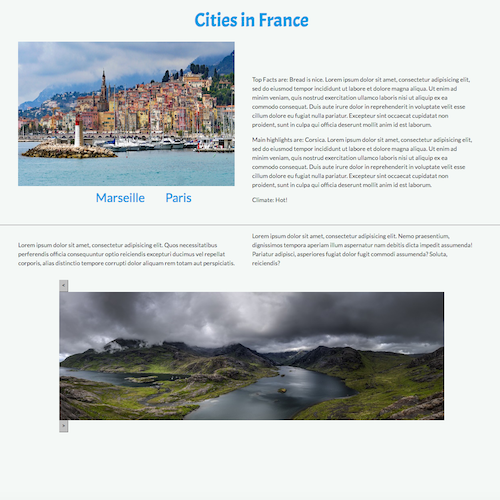 Cities in France
Top Facts are: Bread is nice. Lorem ipsum dolor sit amet, consectetur adipisicing elit,
sed do eiusmod tempor incididunt ut labore et dolore magna aliqua. Ut enim ad
minim veniam, quis nostrud exercitation ullamco laboris nisi ut aliquip ex ea
commodo consequat. Duis aute irure dolor in reprehenderit in voluptate velit esse
cillum dolore eu fugiat nulla pariatur. Excepteur sint occaecat cupidatat non
proident, sunt in culpa qui officia deserunt mollit anim id est laborum.
Main highlights are: Corsica. Lorem ipsum dolor sit amet, consectetur adipisicing elit,
sed do eiusmod tempor incididunt ut labore et dolore magna aliqua. Ut enim ad
minim veniam, quis nostrud exercitation ullamco laboris nisi ut aliquip ex ea
commodo consequat. Duis aute irure dolor in reprehenderit in voluptate velit esse
cillum dolore eu fugiat nulla pariatur. Excepteur sint occaecat cupidatat non
proident, sunt in culpa qui officia deserunt mollit anim id est laborum.
Climate: Hot!
Marseille Paris
Lorem ipsum dolor sit amet, consectetur adipisicing elit. Quos necessitatibus
perferendis officia consequuntur optio reiciendis excepturi ducimus vel repellat
corporis, alias distinctio tempore corrupti dolor aliquam rem totam aut perspiciatis.
Lorem ipsum dolor sit amet, consectetur adipisicing elit. Nemo praesentium,
dignissimos tempora aperiam illum aspernatur nam debitis dicta impedit assumenda!
Pariatur adipisci, asperiores fugiat dolor fugit commodi assumenda? Soluta,
reiciendis?